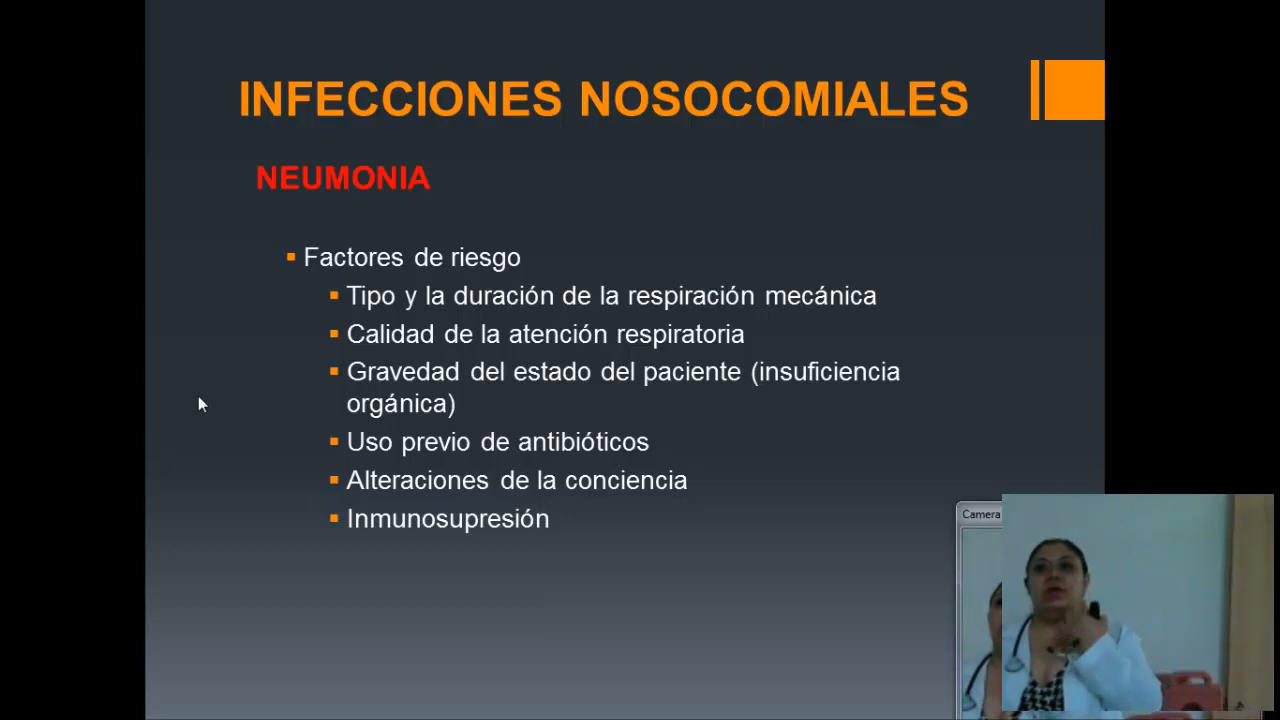 INFECCIONES NOSOCOMIALES
NEUMONIA
Factores de riesgo
Tipo y la duración de la respiración mecánica
Calidad de la atención respiratoria
Gravedad del estado del paciente (insuficiencia
orgánica)
Uso previo de antibióticos
Alteraciones de la conciencia
Inmunosupresión
Camera